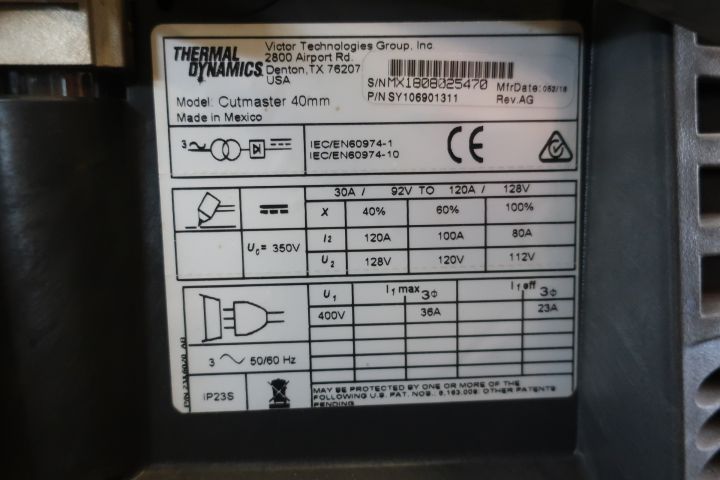 THERMAL DYNAMICS
Victor Technologies Group, Inc.
2800 Airport Rd.
Denton, TX 76207
USA
S/N MX1808025470 MfrDate: 052/18
Model: Cutmaster 40mm P/N SY106901311 Rev.AG
Made in Mexico
3~
IEC/EN60974-1
IEC/EN60974-10
CE
30A / 92V TO 120A / 128V
X 40% 60% 100%
U₀= 350V
I2 120A 100A 80A
U2 128V 120V 112V
U1 I1 max 3Φ I1 eff 3Φ
400V 36A 23A
3 ~ 50/60 Hz
IP23S
MAY BE PROTECTED BY ONE OR MORE OF THE
FOLLOWING U.S. PAT. NOS.: OTHER PATENTS
PENDING